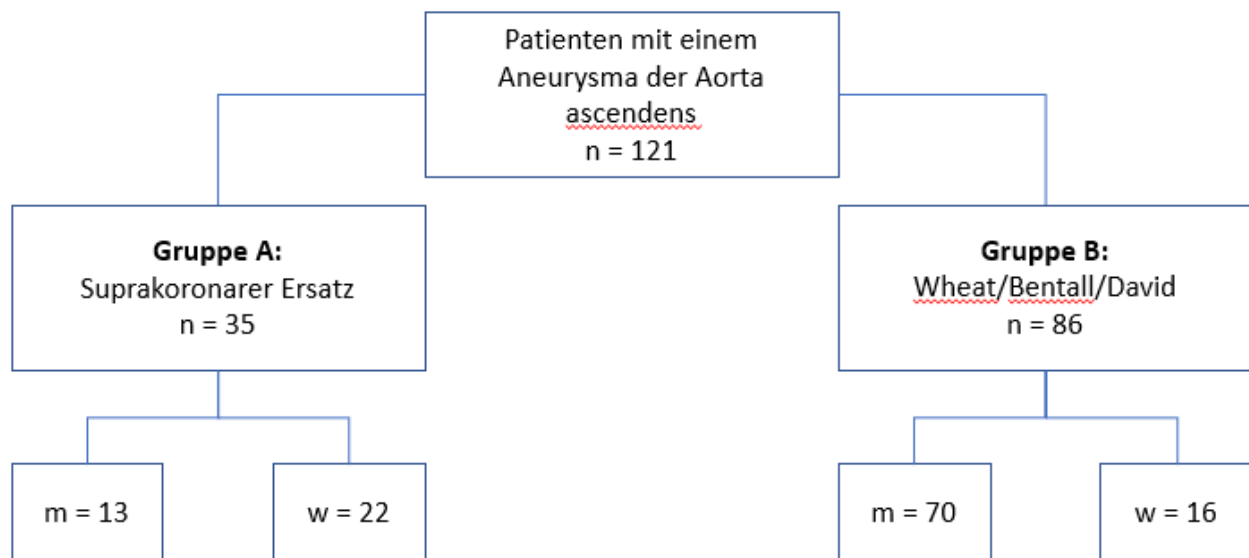 Patienten mit einem
Aneurysma der Aorta
ascendens
n = 121
Gruppe A:
Suprakoronarer Ersatz
n = 35
Gruppe B:
Wheat/Bentall/David
n = 86
m = 13
w = 22
m = 70
w = 16